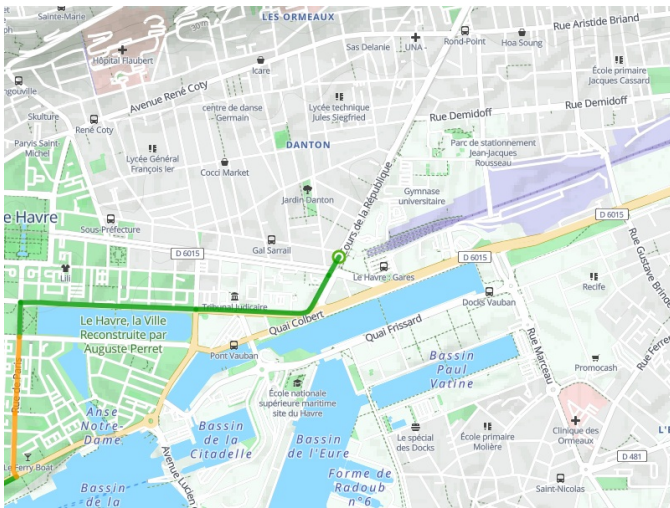 Sainte-Marie
30m
LES ORMEAUX
Rue Aristide Briand
Rond-Point
Hoa Soung
Sas Delanie
UNA -
Hôpital Flaubert
Icare
École primaire
Jacques Cassard
ngouville
Avenue René Coty
centre de danse
Germain
Lycée technique
Jules Siegfried
Rue Demidoff
Rue Demidoff
Skulture
René Coty
Parvis Saint
Michel
Lycée Général
François Ier
DANTON
Parc de stationnement
Jean-Jacques
Rousseau
Cocci Market
Cours de la République
Gymnase
universitaire
Jardin Danton
D 6015
e Havre
Sous-Préfecture
D 6015
Gal Sarrail
D 6015
Lili
Le Havre : Gares
Recife
Rue Gustave Brinde
Tribunal Judiciaire
Docks Vauban
Le Havre, la Ville
Reconstruite par
Auguste Perret
Quai Colbert
Quai Frissard
Pont Vauban
Rue Marceau
Rue Ferrer
Bassin
Paul
Vatine
Promocash
Rue de Paris
École nationale
supérieure maritime
site du Havre
Anse
Notre-
Dame
Bassin
de la
Citadelle
Bassin
de l'Eure
Le spécial
des Docks
École primaire
Molière
Clinique des
Ormeaux
L'E
D 481
Le Ferry Boat
Avenue Lucien
Forme de
Radoub
n°6
Saint-Nicolas
Bassin
de la